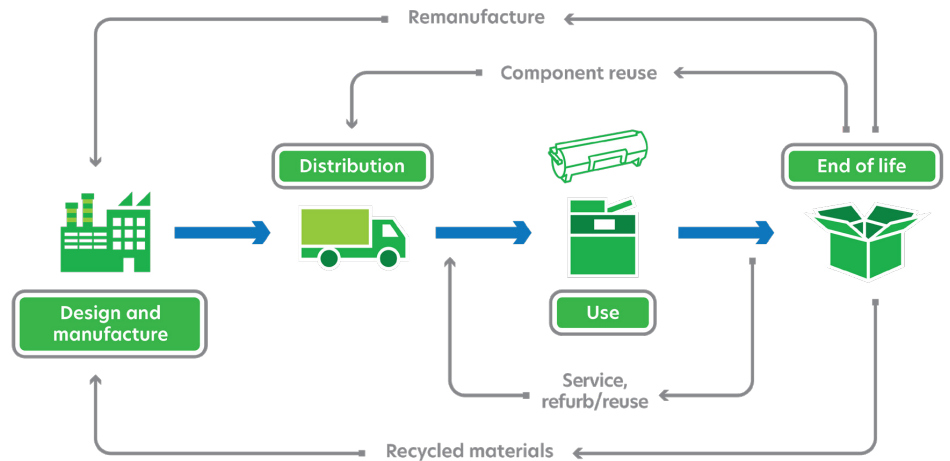 Remanufacture
Component reuse
Distribution
End of life
Design and
manufacture
Use
Service,
refurb/reuse
Recycled materials